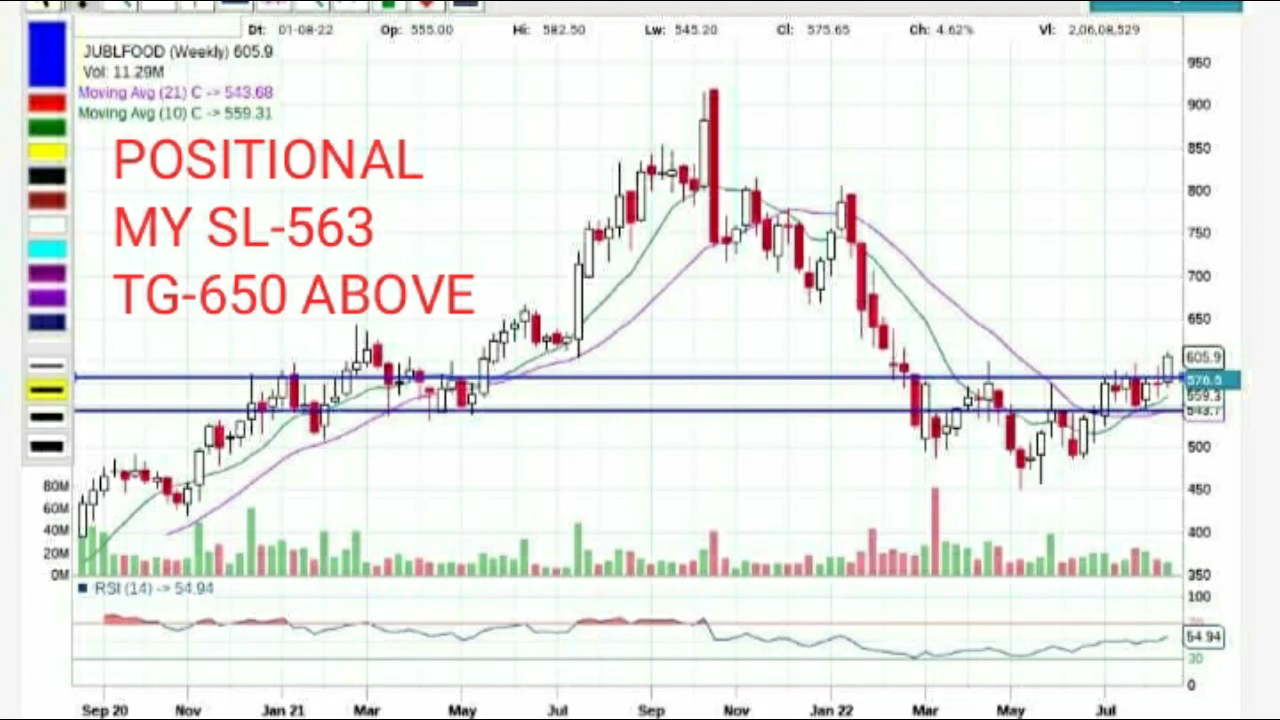 Dt: 01-08-22 Op: 555.00 Hi: 582.50 Lw: 545.20 Cl: 575.65 Ch: 4.62% Vl: 2,06,08,529
JUBLFOOD (Weekly) 605.9
Vol: 11.29M
Moving Avg (21) C -> 543.68
Moving Avg (10) C -> 559.31
POSITIONAL
MY SL-563
TG-650 ABOVE
950
900
850
800
750
700
650
605.9
576.5
559.3
543.7
500
450
400
350
80M
60M
40M
20M
0M
RSI (14) -> 54.94
100
70
54.94
30
0
Sep 20 Nov Jan 21 Mar May Jul Sep Nov Jan 22 Mar May Jul